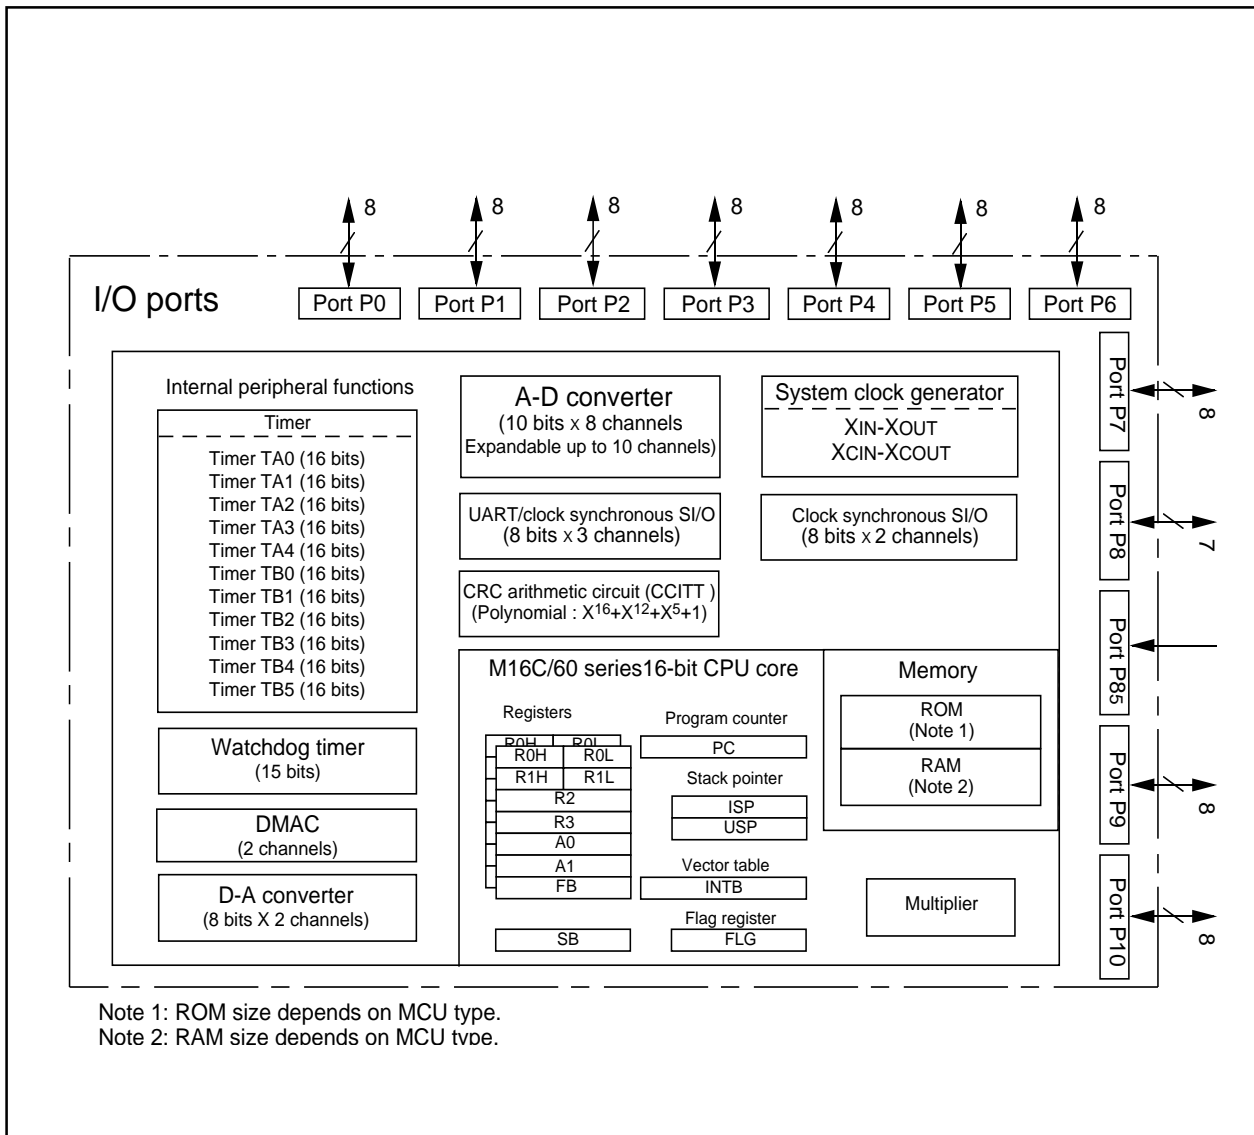 8 8 8 8 8 8 8
I/O ports
Port P0 Port P1 Port P2 Port P3 Port P4 Port P5 Port P6
Port P7
8
Port P8
7
Port P85
Port P9
8
Port P10
8
Internal peripheral functions
Timer
Timer TA0 (16 bits)
Timer TA1 (16 bits)
Timer TA2 (16 bits)
Timer TA3 (16 bits)
Timer TA4 (16 bits)
Timer TB0 (16 bits)
Timer TB1 (16 bits)
Timer TB2 (16 bits)
Timer TB3 (16 bits)
Timer TB4 (16 bits)
Timer TB5 (16 bits)
Watchdog timer
(15 bits)
DMAC
(2 channels)
D-A converter
(8 bits X 2 channels)
A-D converter
(10 bits x 8 channels
Expandable up to 10 channels)
System clock generator
XIN-XOUT
XCIN-XCOUT
UART/clock synchronous SI/O
(8 bits x 3 channels)
Clock synchronous SI/O
(8 bits x 2 channels)
CRC arithmetic circuit (CCITT )
(Polynomial : X16+X12+X5+1)
M16C/60 series16-bit CPU core
Registers
R0H R0L
R0H R0L
R1H R1L
R2
R3
A0
A1
FB
SB
Program counter
PC
Stack pointer
ISP
USP
Vector table
INTB
Flag register
FLG
Memory
ROM
(Note 1)
RAM
(Note 2)
Multiplier
Note 1: ROM size depends on MCU type.
Note 2: RAM size depends on MCU type.